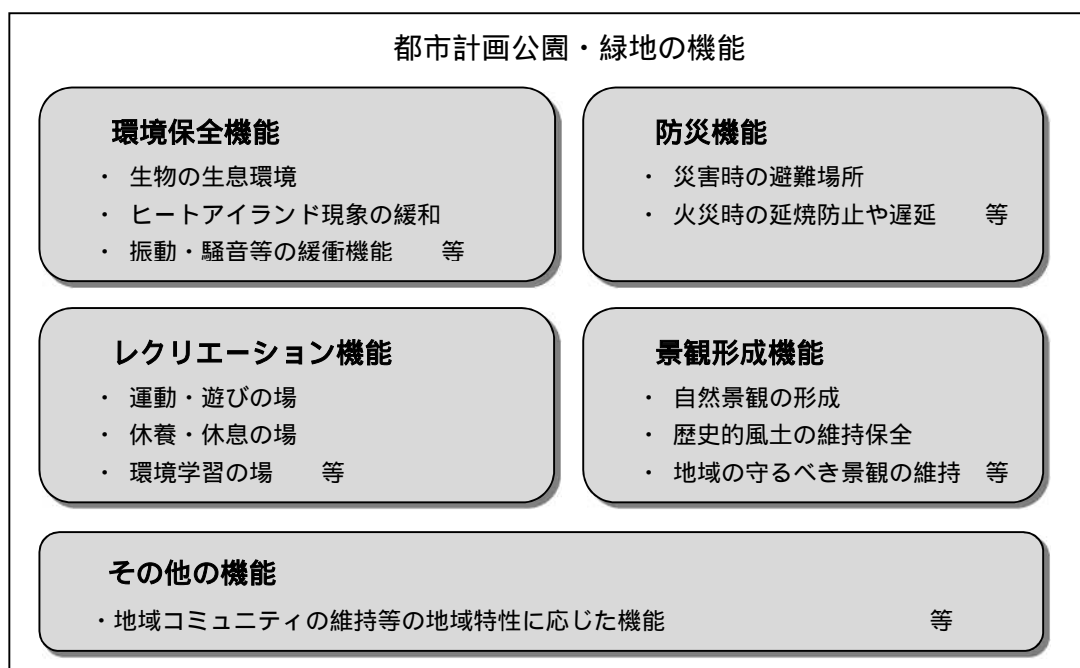 都市計画公園・緑地の機能
環境保全機能
・ 生物の生息環境
・ ヒートアイランド現象の緩和
・ 振動・騒音等の緩衝機能 等
防災機能
・ 災害時の避難場所
・ 火災時の延焼防止や遅延 等
レクリエーション機能
・ 運動・遊びの場
・ 休養・休息の場
・ 環境学習の場 等
景観形成機能
・ 自然景観の形成
・ 歴史的風土の維持保全
・ 地域の守るべき景観の維持 等
その他の機能
・地域コミュニティの維持等の地域特性に応じた機能 等